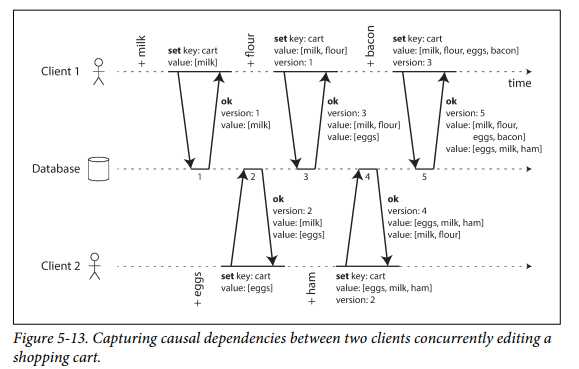 + milk
set key: cart
value: [milk]
+ flour
set key: cart
value: [milk, flour]
version: 1
+ bacon
set key: cart
value: [milk, flour, eggs, bacon]
version: 3
Client 1
time
ok
version: 1
value: [milk]
ok
version: 3
value: [milk, flour]
value: [eggs]
ok
version: 5
value: [milk, flour,
eggs, bacon]
value: [eggs, milk, ham]
Database
1
2
3
4
5
ok
version: 2
value: [milk]
value: [eggs]
ok
version: 4
value: [eggs, milk, ham]
value: [milk, flour]
Client 2
+ eggs
set key: cart
value: [eggs]
+ ham
set key: cart
value: [eggs, milk, ham]
version: 2
Figure 5-13. Capturing causal dependencies between two clients concurrently editing a
shopping cart.